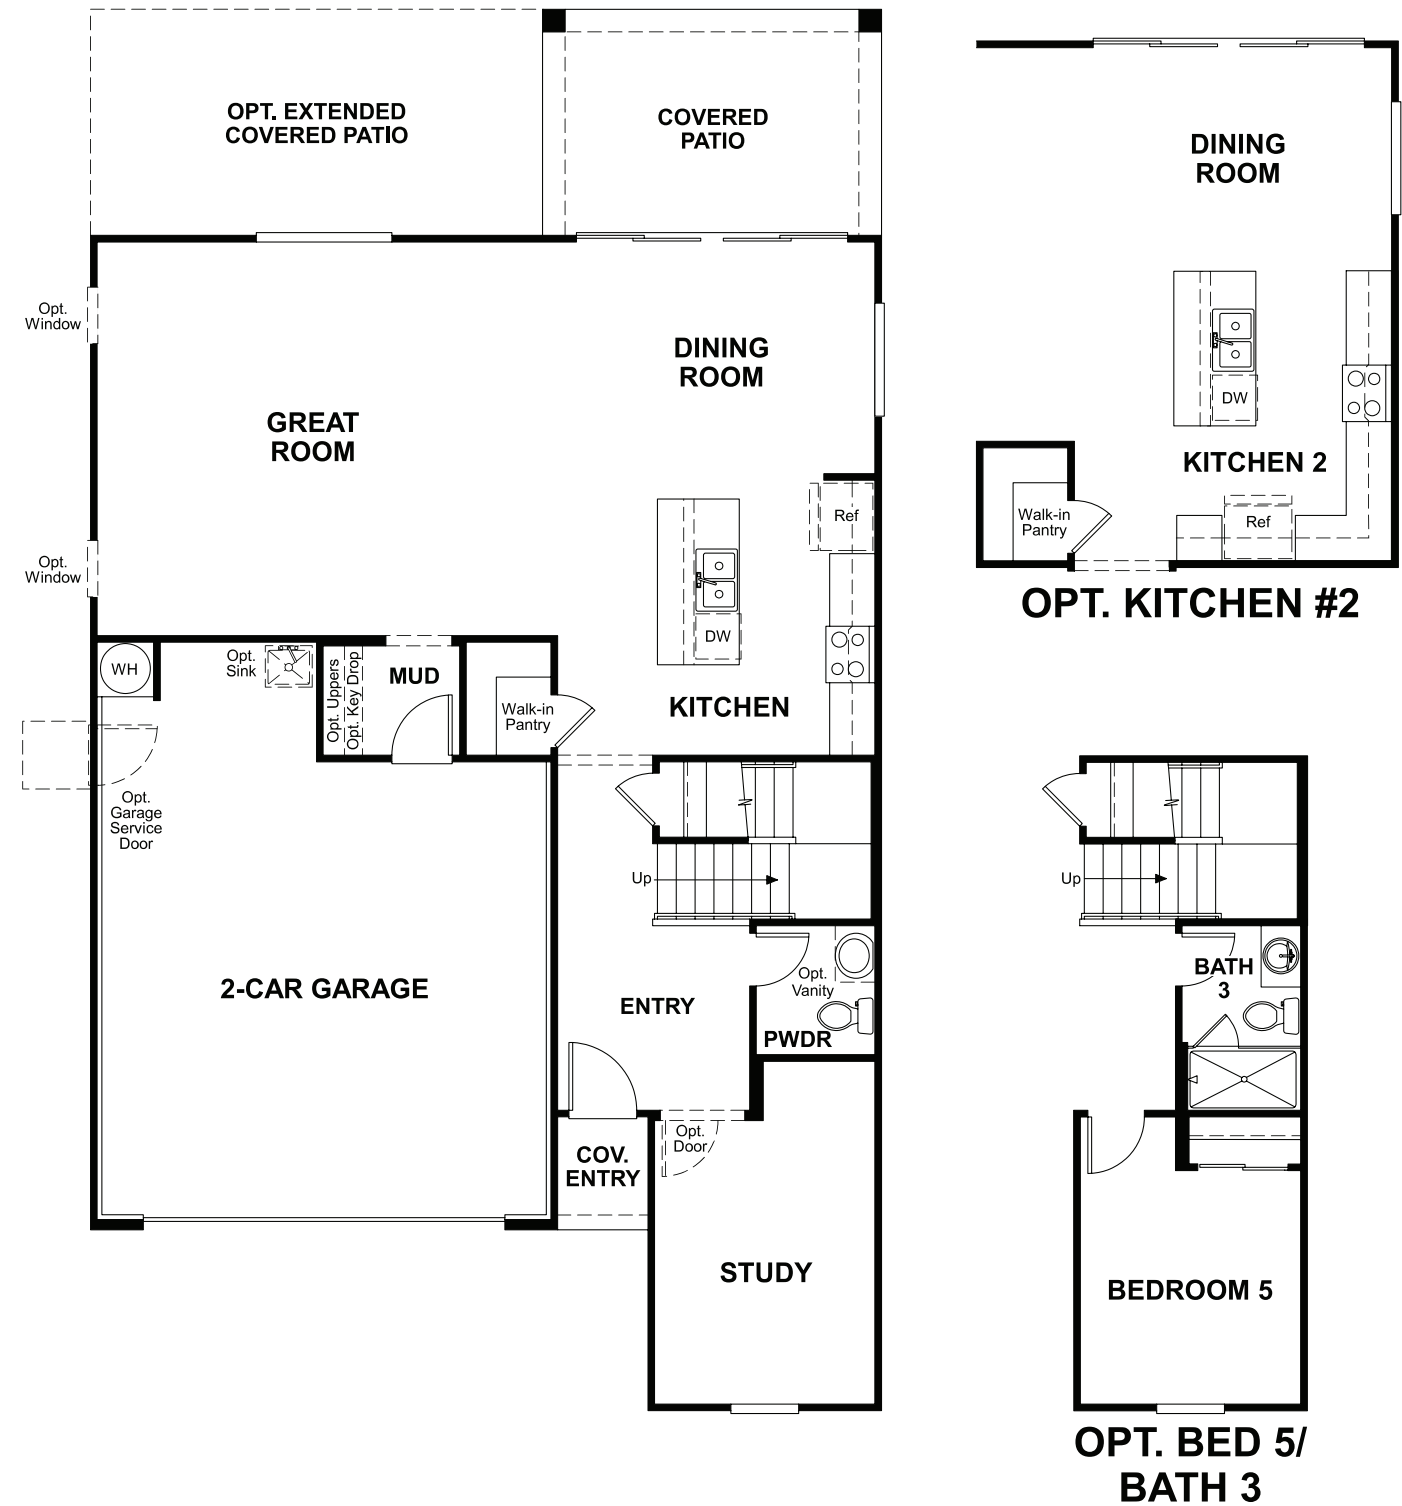 OPT. EXTENDED
COVERED PATIO
COVERED
PATIO
Opt.
Window
DINING
ROOM
GREAT
ROOM
Ref
Opt.
Window
DW
WH
Opt.
Sink
Opt. Uppers
Opt. Key Drop
MUD
Walk-in
Pantry
KITCHEN
Opt.
Garage
Service
Door
Up
2-CAR GARAGE
ENTRY
Opt.
Vanity
PWDR
Opt.
Door
COV.
ENTRY
STUDY
DINING
ROOM
DW
KITCHEN 2
Walk-in
Pantry
Ref
OPT. KITCHEN #2
Up
BATH
3
BEDROOM 5
OPT. BED 5/
BATH 3